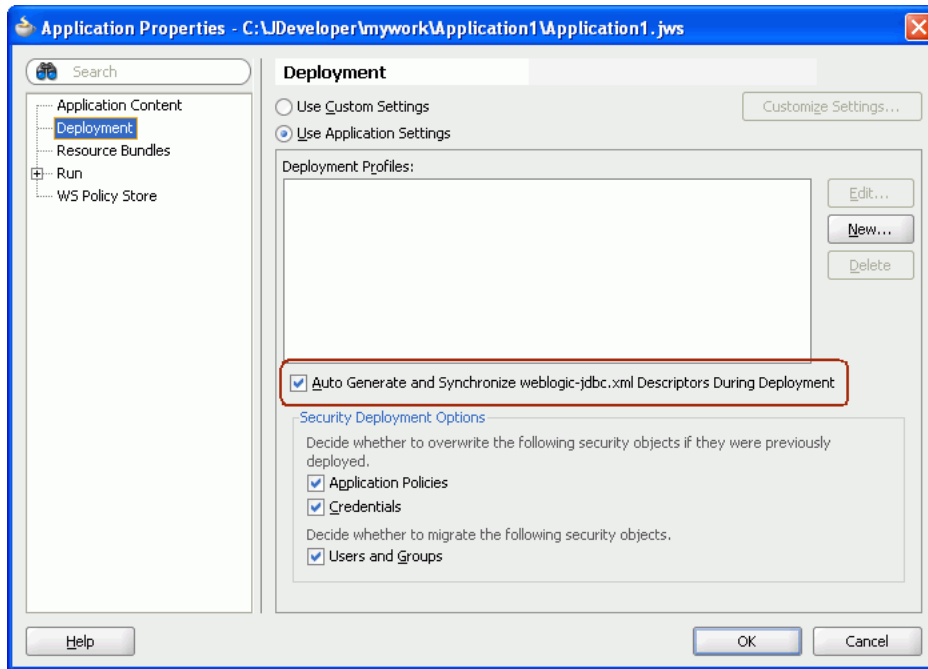 Application Properties - C:\JDeveloper\mywork\Application1\Application1.jws
Search
Application Content
Deployment
Resource Bundles
Run
WS Policy Store
Deployment
Use Custom Settings
Customize Settings...
Use Application Settings
Deployment Profiles:
Edit...
New...
Delete
Auto Generate and Synchronize weblogic-jdbc.xml Descriptors During Deployment
Security Deployment Options
Decide whether to overwrite the following security objects if they were previously
deployed.
Application Policies
Credentials
Decide whether to migrate the following security objects.
Users and Groups
Help
OK
Cancel